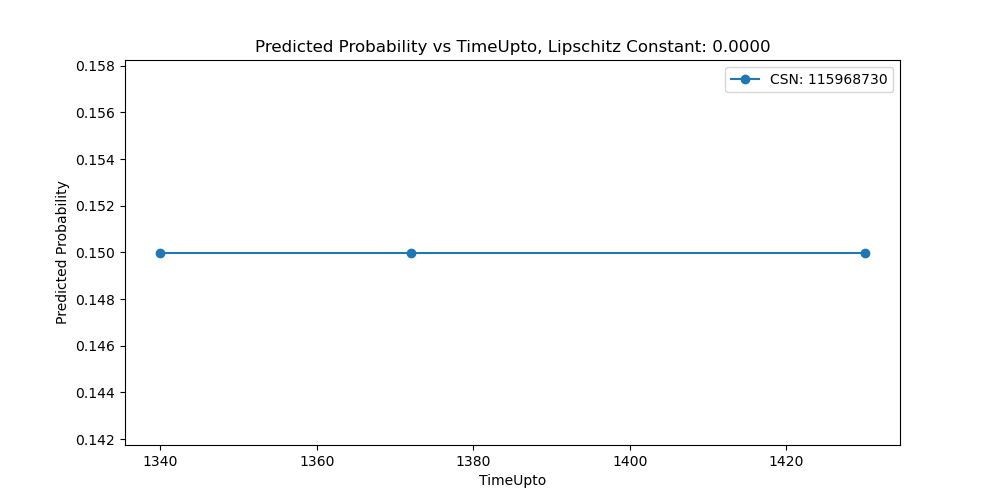 Predicted Probability vs TimeUpto, Lipschitz Constant: 0.0000
CSN: 115968730
Predicted Probability
0.158
0.156
0.154
0.152
0.150
0.148
0.146
0.144
0.142
1340 1360 1380 1400 1420
TimeUpto